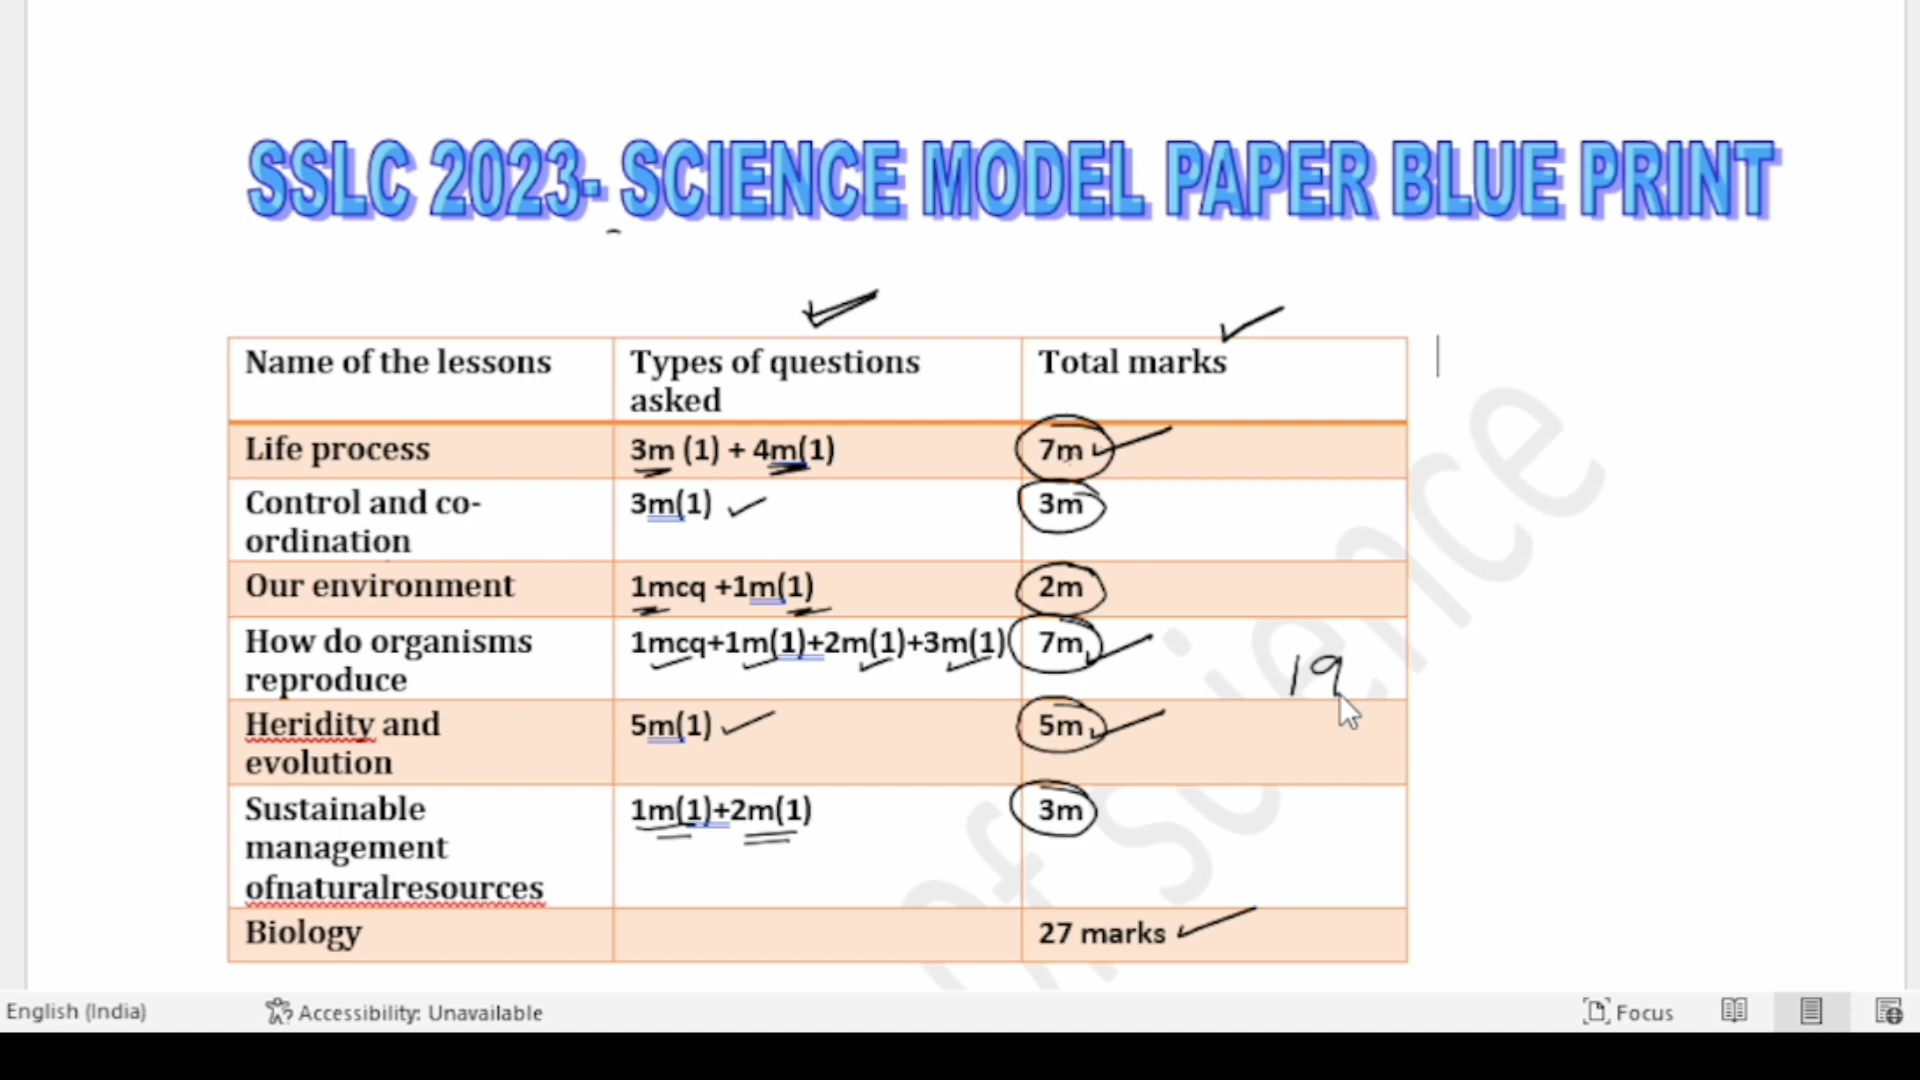 SSLC 2023- SCIENCE MODEL PAPER BLUE PRINT
Name of the lessons
Types of questions
asked
Total marks
Life process
3m (1) + 4m(1)
7m
Control and co-
ordination
3m(1)
3m
Our environment
1mcq +1m(1)
2m
How do organisms
reproduce
1mcq+1m(1)+2m(1)+3m(1)
7m
19
Heridity and
evolution
5m(1)
5m
Sustainable
management
ofnaturalresources
1m(1)+2m(1)
3m
Biology
27 marks
Of Science
English (India)
Accessibility: Unavailable
Focus